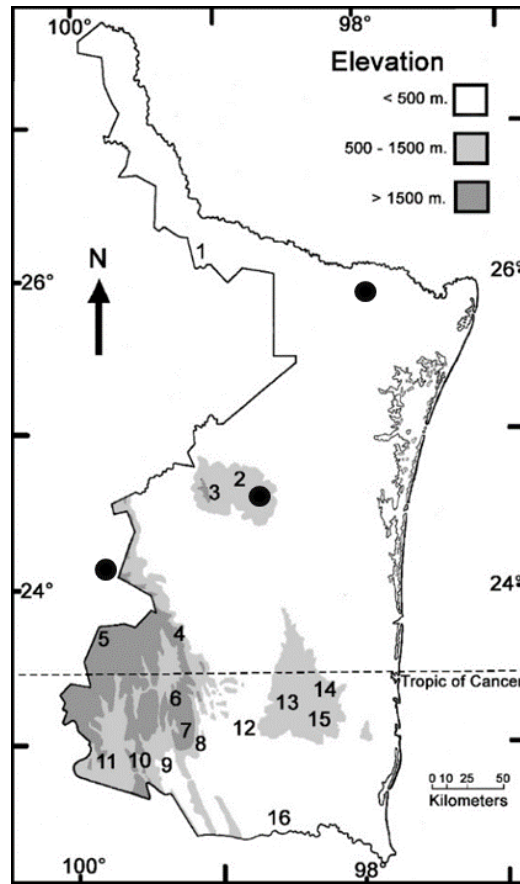 100° 98°
Elevation
< 500 m.
500 - 1500 m.
> 1500 m.
1
N
26° 26°
2
3
24° 24°
5 4
Tropic of Cancer
6 14
13
7 12 15
8
11 10 9
0 10 25 50
Kilometers
16
100° 98°